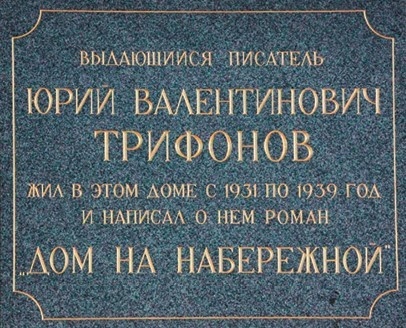 ВЫДАЮЩИЙСЯ ПИСАТЕЛЬ
ЮРИЙ ВАЛЕНТИНОВИЧ
ТРИФОНОВ
ЖИЛ В ЭТОМ ДОМЕ С 1931 ПО 1939 ГОД
И НАПИСАЛ О НЕМ РОМАН
„ДОМ НА НАБЕРЕЖНОЙ“